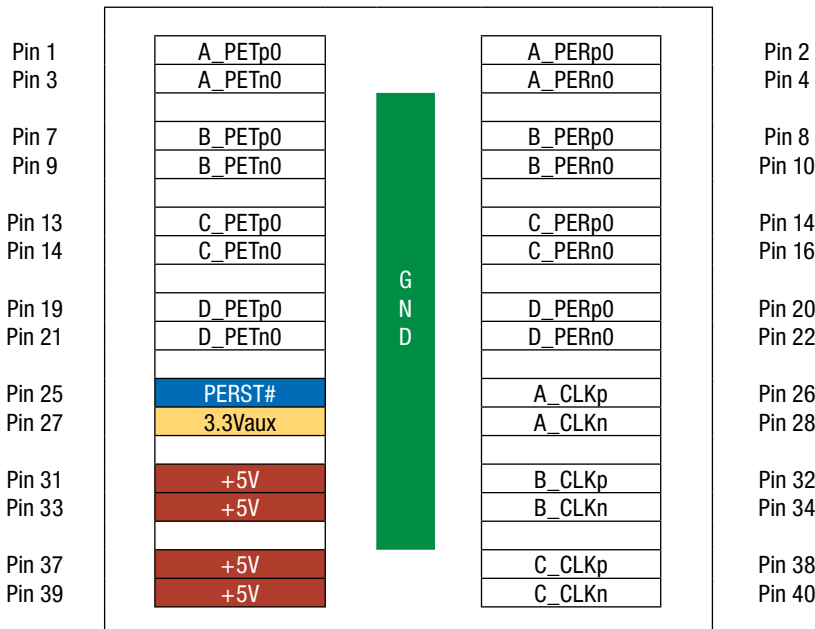 Pin 1 A_PETp0 A_PERp0 Pin 2
Pin 3 A_PETn0 A_PERn0 Pin 4
Pin 7 B_PETp0 B_PERp0 Pin 8
Pin 9 B_PETn0 B_PERn0 Pin 10
Pin 13 C_PETp0 C_PERp0 Pin 14
Pin 14 C_PETn0 C_PERn0 Pin 16
G
Pin 19 D_PETp0 N D_PERp0 Pin 20
Pin 21 D_PETn0 D D_PERn0 Pin 22
Pin 25 PERST# A_CLKp Pin 26
Pin 27 3.3Vaux A_CLKn Pin 28
Pin 31 +5V B_CLKp Pin 32
Pin 33 +5V B_CLKn Pin 34
Pin 37 +5V C_CLKp Pin 38
Pin 39 +5V C_CLKn Pin 40